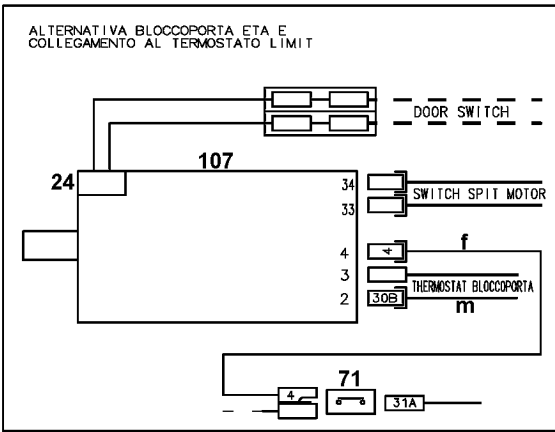 ALTERNATIVA BLOCCOPORTA ETA E
COLLEGAMENTO AL TERMOSTATO LIMIT
DOOR SWITCH
107
24
34
SWITCH SPIT MOTOR
33
f
4
4
3
THERMOSTAT BLOCCOPORTA
2
30B
m
71
4
31A